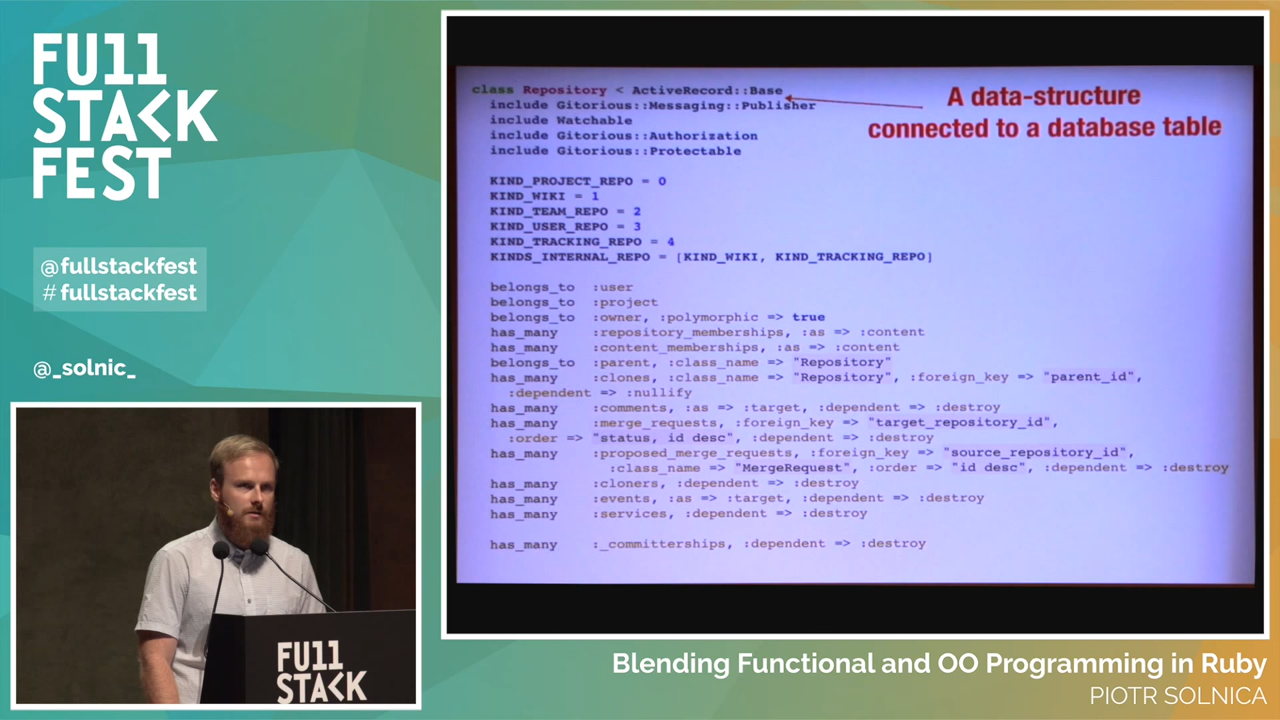 FU11
STACK
FEST
@fullstackfest
# fullstackfest
@_solnic_
FU11
STACK
class Repository < ActiveRecord::Base
include Gitorious::Messaging::Publisher
include Watchable
include Gitorious::Authorization
include Gitorious::Protectable
A data-structure
connected to a database table
KIND_PROJECT_REPO = 0
KIND_WIKI = 1
KIND_TEAM_REPO = 2
KIND_USER_REPO = 3
KIND_TRACKING_REPO = 4
KINDS_INTERNAL_REPO = [KIND_WIKI, KIND_TRACKING_REPO]
belongs_to :user
belongs_to :project
belongs_to :owner, :polymorphic => true
has_many :repository_memberships, :as => :content
has_many :content_memberships, :as => :content
belongs_to :parent, :class_name => "Repository"
has_many :clones, :class_name => "Repository", :foreign_key => "parent_id",
:dependent => :nullify
has_many :comments, :as => :target, :dependent => :destroy
has_many :merge_requests, :foreign_key => "target_repository_id",
:order => "status, id desc", :dependent => :destroy
has_many :proposed_merge_requests, :foreign_key => "source_repository_id",
:class_name => "MergeRequest", :order => "id desc", :dependent => :destroy
has_many :cloners, :dependent => :destroy
has_many :events, :as => :target, :dependent => :destroy
has_many :services, :dependent => :destroy
has_many :_committerships, :dependent => :destroy
Blending Functional and OO Programming in Ruby
PIOTR SOLNICA